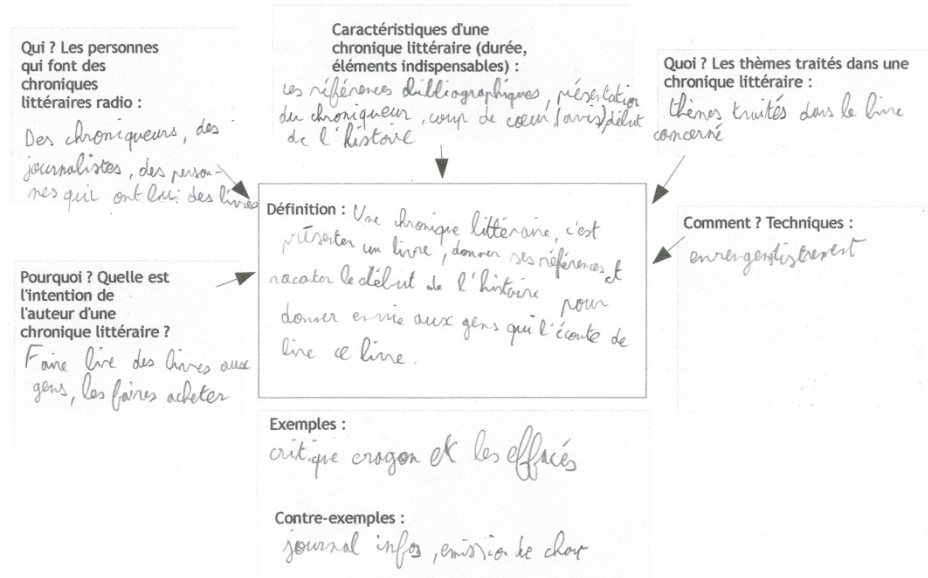 Qui ? Les personnes
qui font des
chroniques
littéraires radio :
Des chroniqueurs, des
journalistes, des person-
nes qui ont lu des livres
Caractéristiques d'une
chronique littéraire (durée,
éléments indispensables) :
Les références bibliographiques, présentation
du chroniqueur, coup de cœur (avis) début
de l'histoire
Quoi ? Les thèmes traités dans une
chronique littéraire :
thèmes traités dans le livre
concerné
Définition : Une chronique littéraire, c'est
présenter un livre, donner ses références et
racater le début de l'histoire pour
donner envie aux gens qui l'écoute de
lire ce livre.
Comment ? Techniques :
Pourquoi ? Quelle est
l'intention de
l'auteur d'une
chronique littéraire ?
Faire lire des livres aux
gens, les faires acheter
Exemples :
critique eragon et les effacés
Contre-exemples :
journal infos, emission de